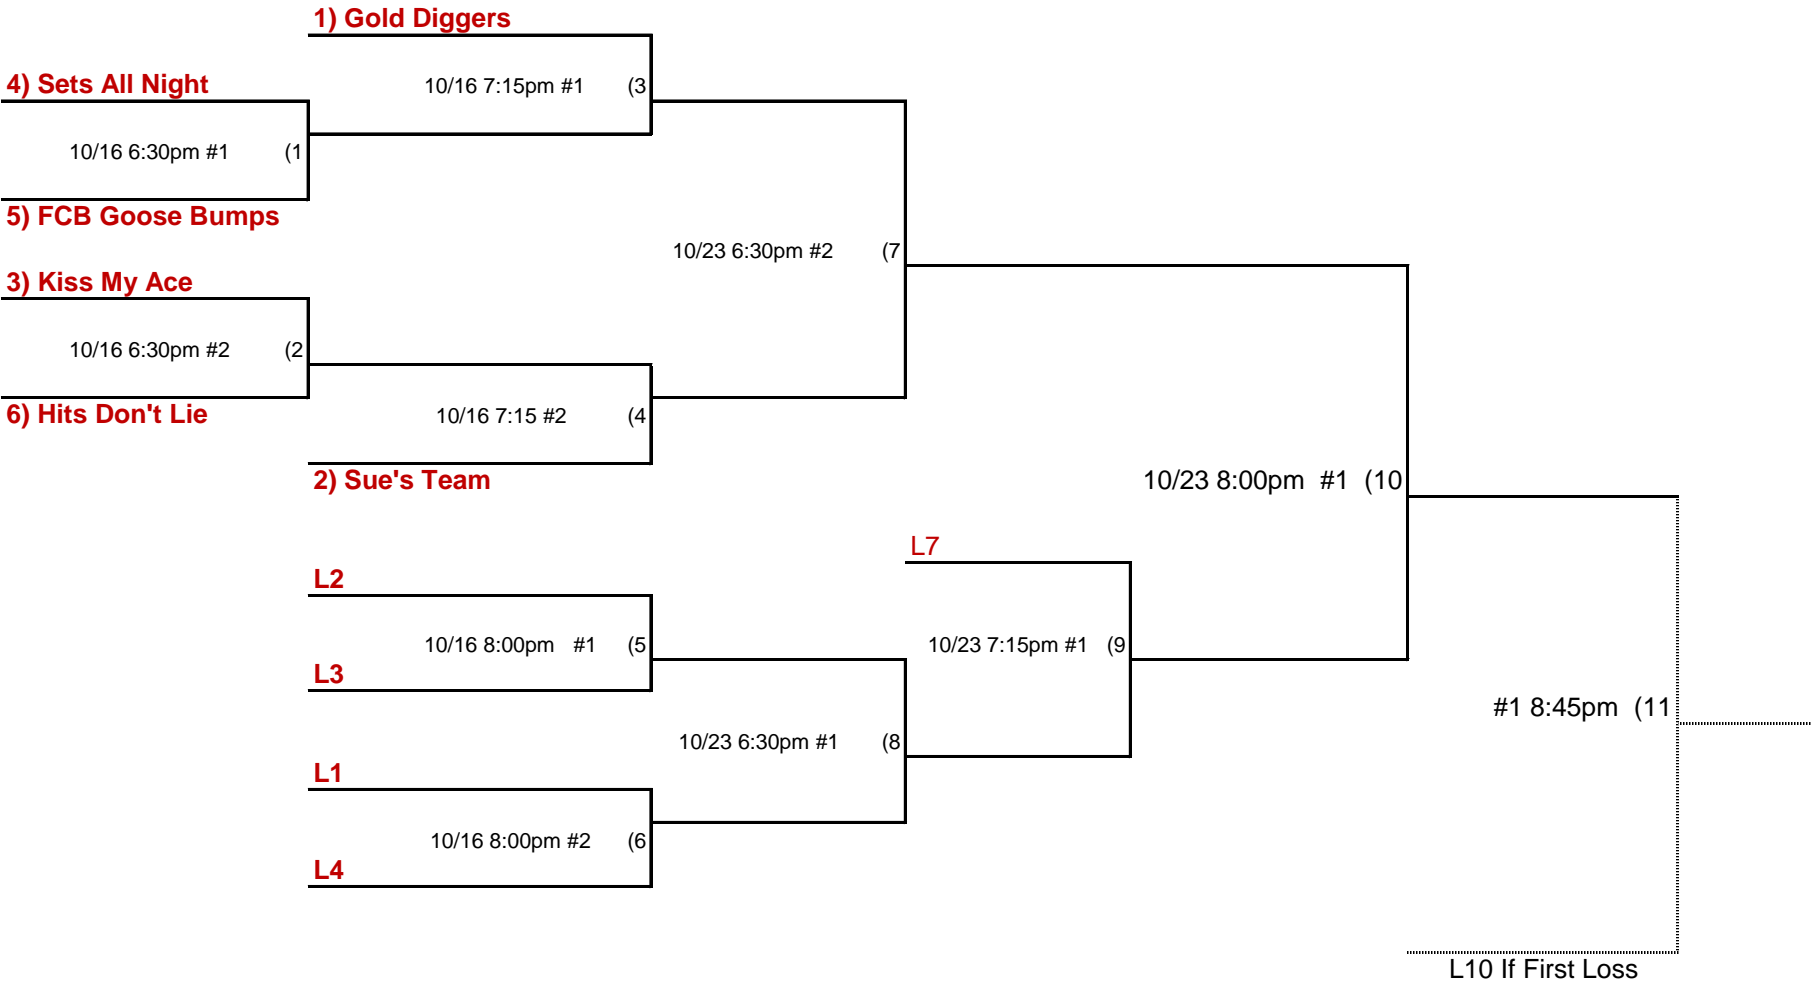 1) Gold Diggers
4) Sets All Night
10/16 7:15pm #1 (3
10/16 6:30pm #1 (1
5) FCB Goose Bumps
10/23 6:30pm #2 (7
3) Kiss My Ace
10/16 6:30pm #2 (2
6) Hits Don't Lie
10/16 7:15 #2 (4
2) Sue's Team
10/23 8:00pm #1 (10
L7
L2
10/16 8:00pm #1 (5
10/23 7:15pm #1 (9
L3
#1 8:45pm (11
10/23 6:30pm #1 (8
L1
10/16 8:00pm #2 (6
L4
L10 If First Loss